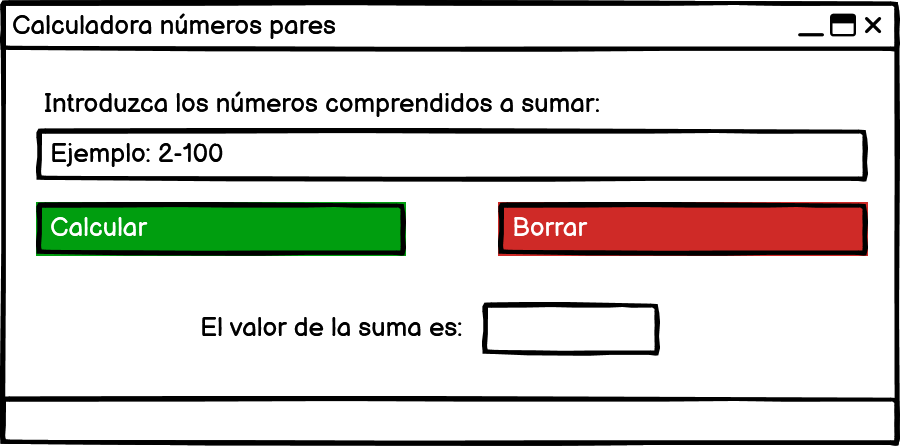 Calculadora números pares
Introduzca los números comprendidos a sumar:
Ejemplo: 2-100
Calcular
Borrar
El valor de la suma es: